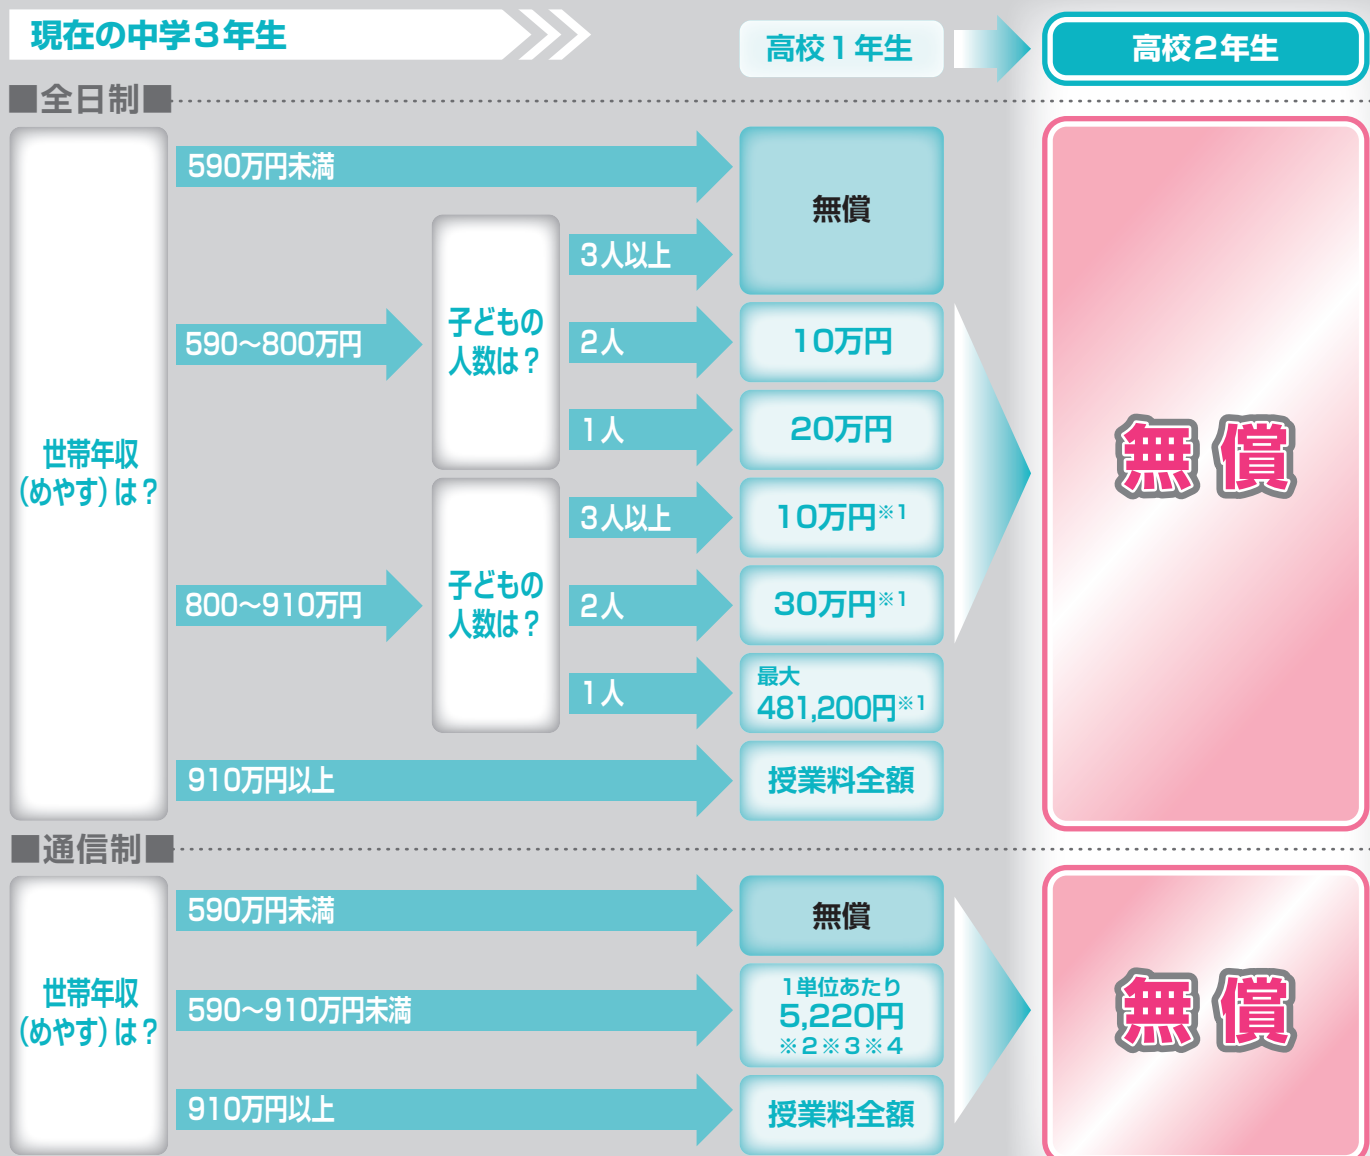 現在の中学3年生
高校1年生
高校2年生
■全日制■
世帯年収
(めやす)は?
590万円未満
無償
590〜800万円
子どもの
人数は?
3人以上
2人
10万円
1人
20万円
800〜910万円
子どもの
人数は?
3人以上
10万円※1
2人
30万円※1
1人
最大
481,200円※1
910万円以上
授業料全額
無償
■通信制■
世帯年収
(めやす)は?
590万円未満
無償
590〜910万円未満
1単位あたり
5,220円
※2※3※4
910万円以上
授業料全額
無償